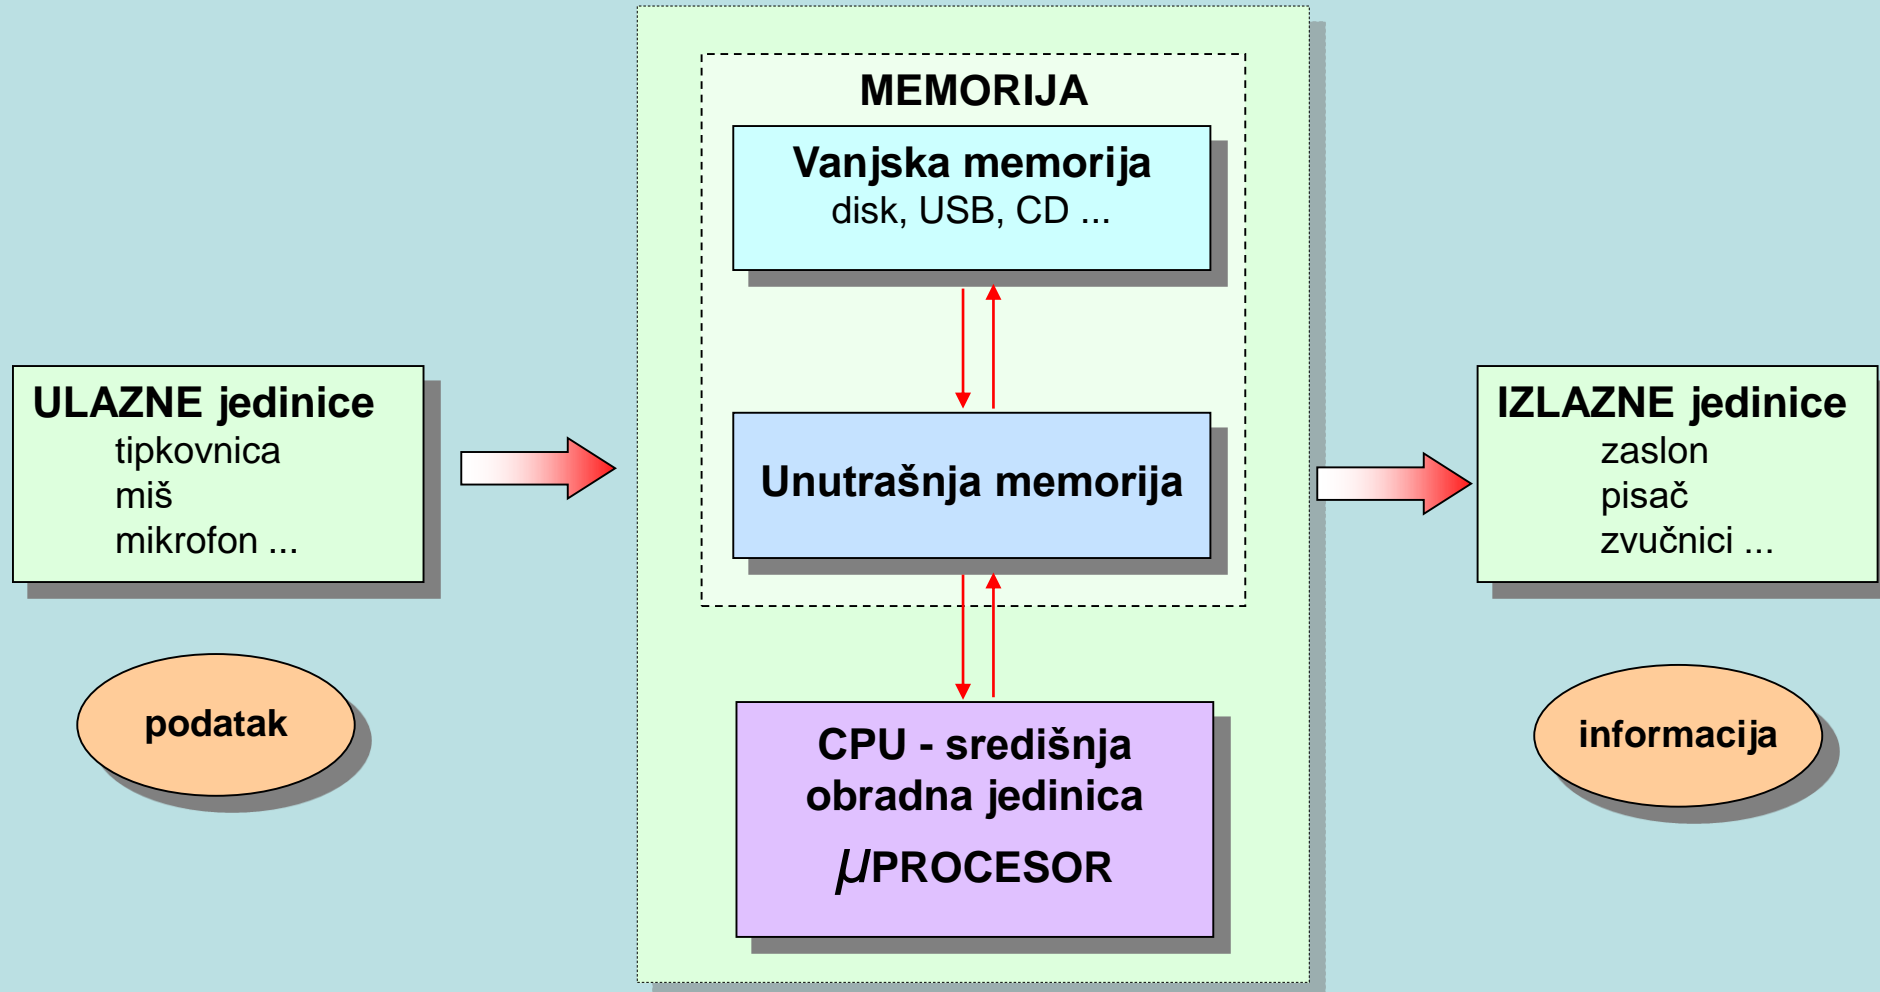 MEMORIJA
Vanjska memorija
disk, USB, CD ...
ULAZNE jedinice
tipkovnica
miš
mikrofon ...
Unutrašnja memorija
IZLAZNE jedinice
zaslon
pisač
zvučnici ...
podatak
CPU - središnja
obradna jedinica
µPROCESOR
informacija